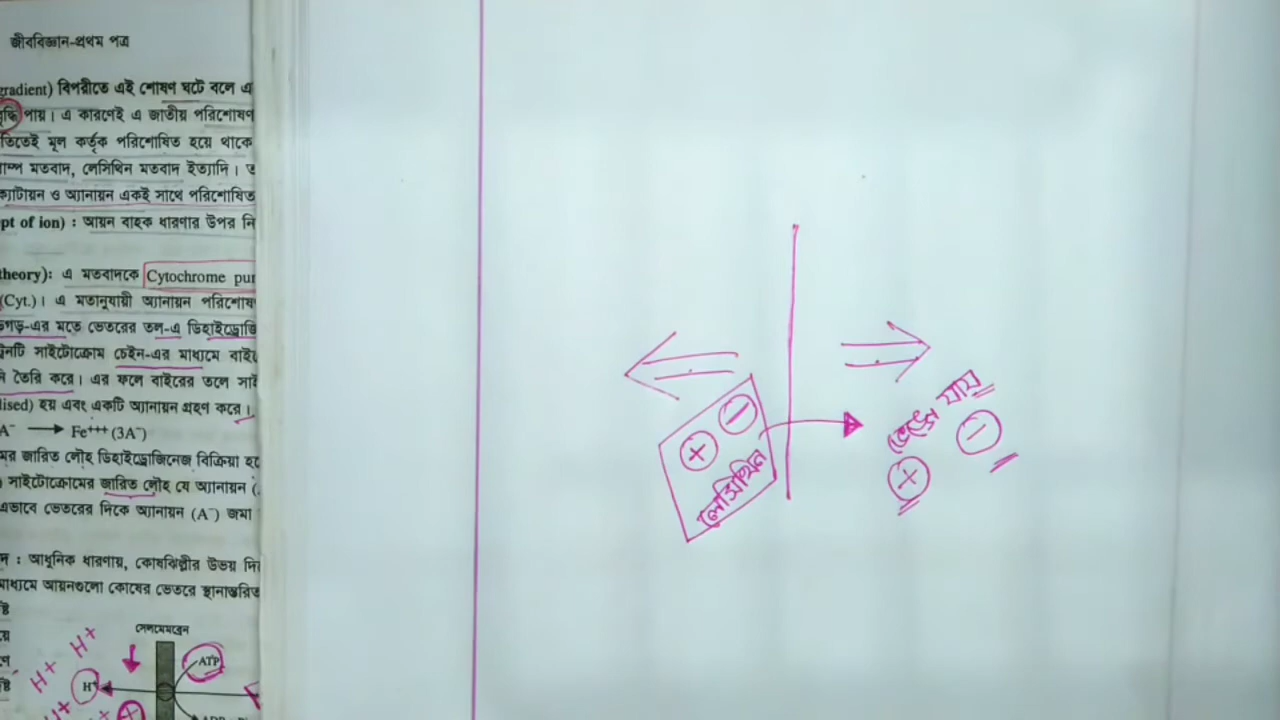 জীববিজ্ঞান-প্রথম পত্র
gradient) বিপরীতে এই শোষণ ঘটে বলে এ
বৃদ্ধি পায়। এ কারণেই এ জাতীয় পরিশোষণ
তিতেই মূল কর্তৃক পরিশোষিত হয়ে থাকে
াম্প মতবাদ, লেসিথিন মতবাদ ইত্যাদি। ত
ক্যাটায়ন ও অ্যানায়ন একই সাথে পরিশোষিত
pt of ion) : আয়ন বাহক ধারণার উপর নি
theory): এ মতবাদকে Cytochrome pu
(Cyt.)। এ মতানুযায়ী অ্যানায়ন পরিশোষ
গড়-এর মতে ভেতরের তল-এ ডিহাইড্রোজি
ট্রনটি সাইটোক্রোম চেইন-এর মাধ্যমে বাই
ন তৈরি করে। এর ফলে বাইরের তলে সাই
lised) হয় এবং একটি অ্যানায়ন গ্রহণ করে।
A⁻ ⟶ Fe⁺⁺⁺ (3A⁻)
মের জারিত লৌহ ডিহাইড্রোজিনেজ বিক্রিয়া হ
সাইটোক্রোমের জারিত লৌহ যে অ্যানায়ন (
এভাবে ভেতরের দিকে অ্যানায়ন (A⁻) জমা
দ : আধুনিক ধারণায়, কোষঝিল্লীর উভয় দি
মাধ্যমে আয়নগুলো কোষের ভেতরে স্থানান্তরিত
সেলমেমব্রেন
H+
H+
ATP
H⁺
+
+ −
লেসিথিন
ভেঙ্গে যায়
+ −